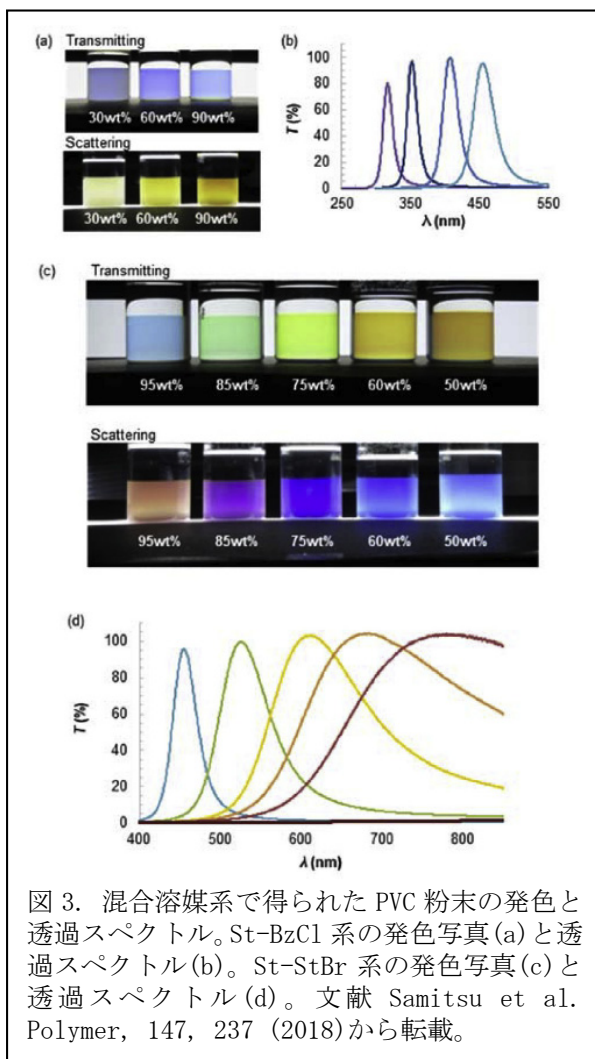 (a) Transmitting
30wt% 60wt% 90wt%
Scattering
30wt% 60wt% 90wt%
(b)
T (%)
100
80
60
40
20
0
250 350 450 550
λ (nm)
(c) Transmitting
95wt% 85wt% 75wt% 60wt% 50wt%
Scattering
95wt% 85wt% 75wt% 60wt% 50wt%
(d)
T (%)
100
80
60
40
20
0
400 500 600 700 800
λ (nm)
図 3. 混合溶媒系で得られた PVC 粉末の発色と
透過スペクトル。St-BzCl 系の発色写真(a)と透
過スペクトル(b)。St-StBr 系の発色写真(c)と
透過スペクトル(d)。文献 Samitsu et al.
Polymer, 147, 237 (2018)から転載。